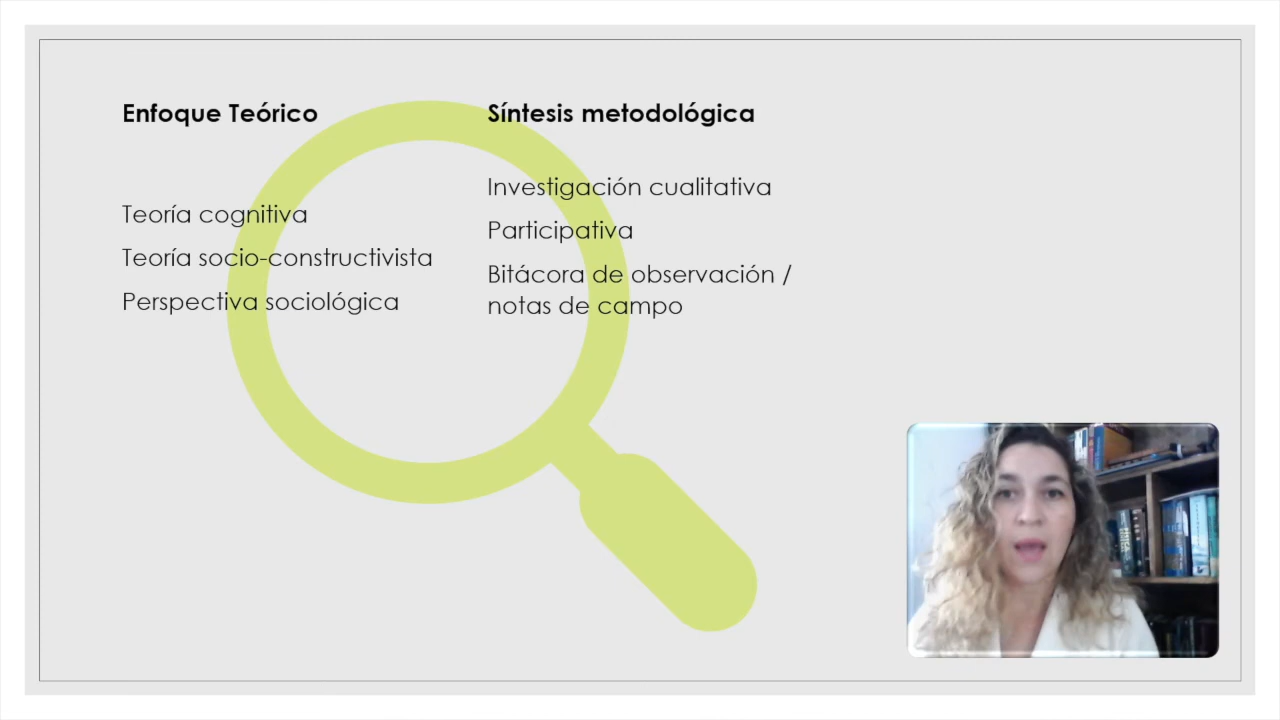 Enfoque Teórico
Teoría cognitiva
Teoría socio-constructivista
Perspectiva sociológica
Síntesis metodológica
Investigación cualitativa
Participativa
Bitácora de observación /
notas de campo